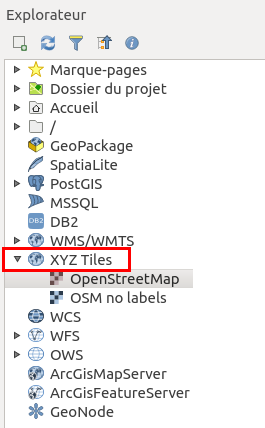 Explorateur
Marque-pages
Dossier du projet
Accueil
/
GeoPackage
SpatiaLite
PostGIS
MSSQL
DB2 DB2
WMS/WMTS
XYZ Tiles
OpenStreetMap
OSM no labels
WCS
WFS
OWS
ArcGisMapServer
ArcGisFeatureServer
GeoNode